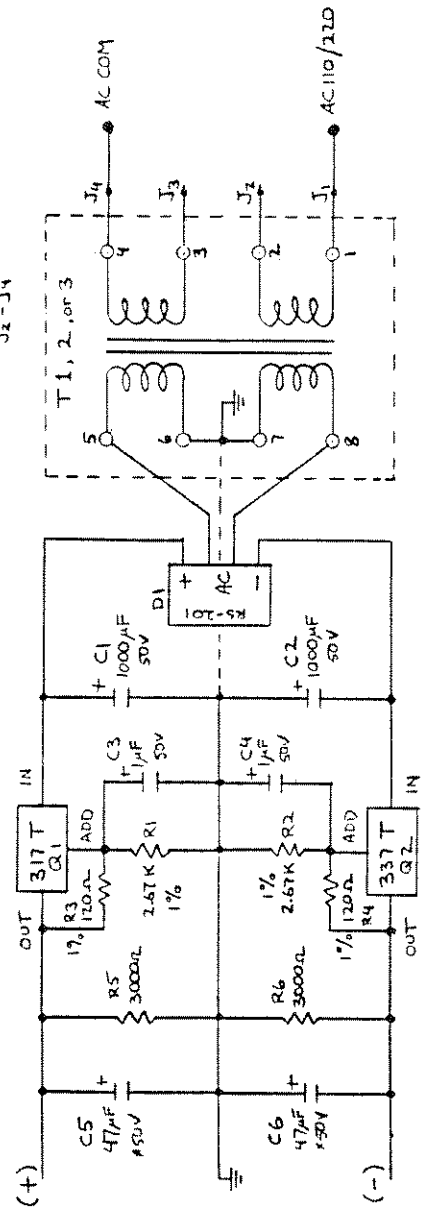 J2 - J4
T 1, 2, or 3
AC COM
J4
4
J3
3
J2
2
J1
1
AC 110/220
5
6
7
8
D1
RS-201
+
AC
-
+ C1
1000µF
50V
+ C2
1000µF
50V
IN
317 T
Q1
OUT
ADD
R3
120Ω
1%
+ C3
1µF
50V
R1
2.67K
1%
+ C4
1µF
50V
R2
2.67K
1%
ADD
120Ω
R4
1%
IN
337 T
Q2
OUT
R5
3000Ω
R6
3000Ω
C5 +
47µF
*50V
C6 +
47µF
*50V
(+)
(-)